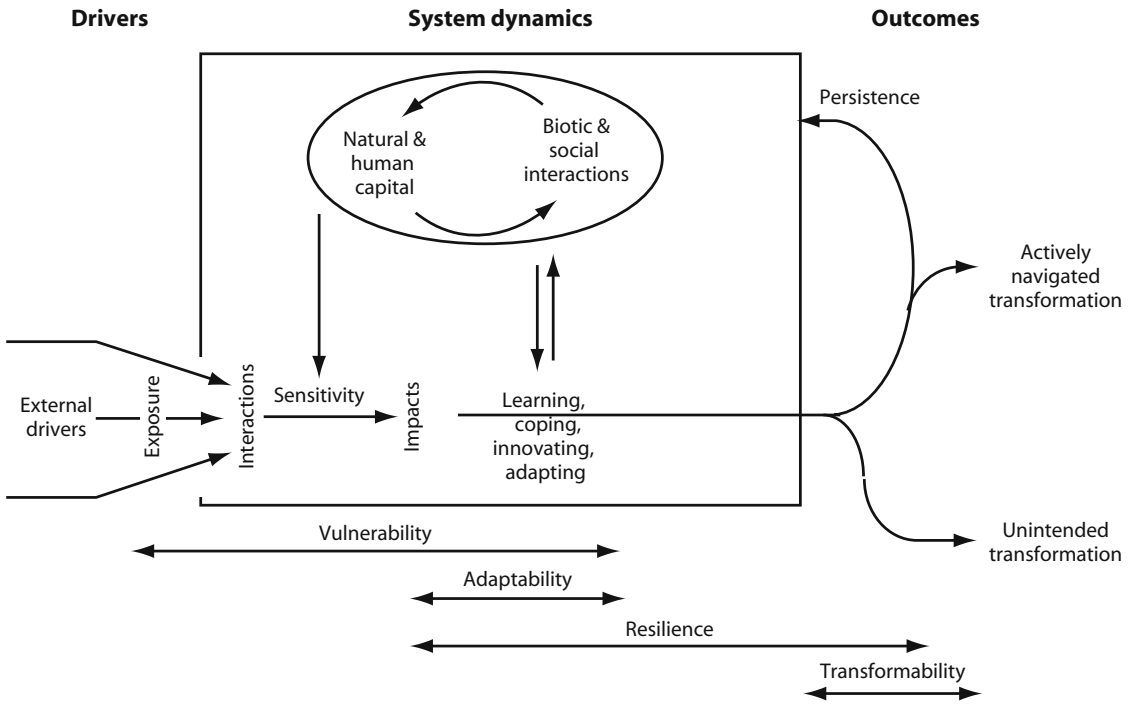 Drivers
System dynamics
Outcomes
Persistence
Natural &
human
capital
Biotic &
social
interactions
Actively
navigated
transformation
External
drivers
Exposure
Interactions
Sensitivity
Impacts
Learning,
coping,
innovating,
adapting
Unintended
transformation
Vulnerability
Adaptability
Resilience
Transformability